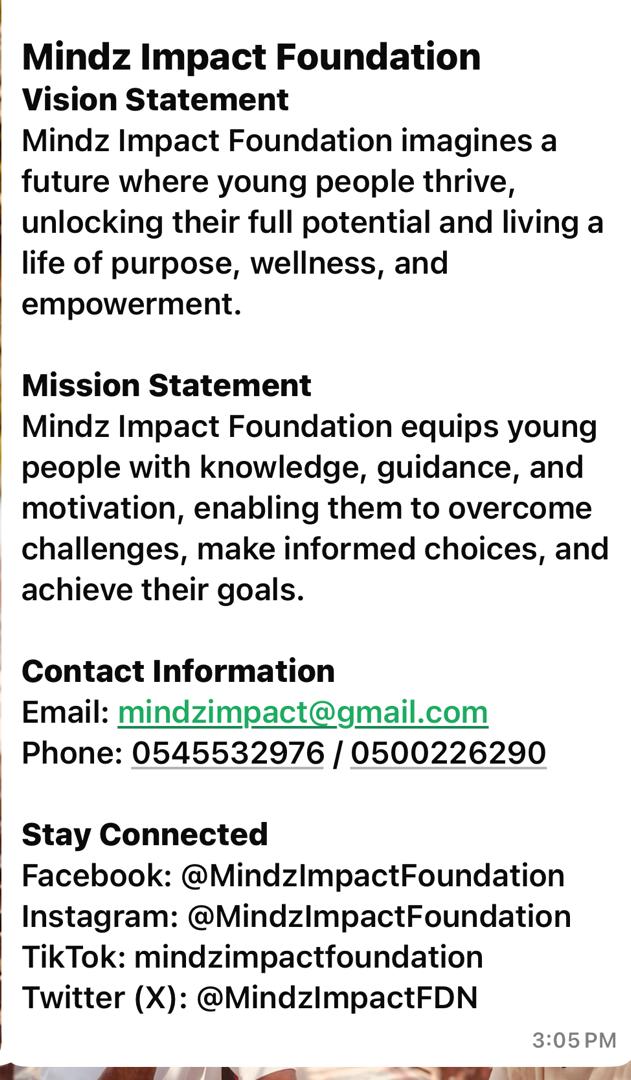 Mindz Impact Foundation
Vision Statement
Mindz Impact Foundation imagines a
future where young people thrive,
unlocking their full potential and living a
life of purpose, wellness, and
empowerment.
Mission Statement
Mindz Impact Foundation equips young
people with knowledge, guidance, and
motivation, enabling them to overcome
challenges, make informed choices, and
achieve their goals.
Contact Information
Email: mindzimpact@gmail.com
Phone: 0545532976 / 0500226290
Stay Connected
Facebook: @MindzImpactFoundation
Instagram: @MindzImpactFoundation
TikTok: mindzimpactfoundation
Twitter (X): @MindzImpactFDN
3:05 PM